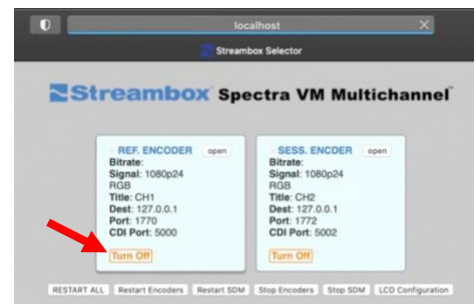 localhost
Streambox Selector
Streambox Spectra VM Multichannel
REF. ENCODER open
Bitrate:
Signal: 1080p24
RGB
Title: CH1
Dest: 127.0.0.1
Port: 1770
CDI Port: 5000
Turn Off
SESS. ENCDER open
Bitrate:
Signal: 1080p24
RGB
Title: CH2
Dest: 127.0.0.1
Port: 1772
CDI Port: 5002
Turn Off
RESTART ALL Restart Encoders Restart SDM Stop Encoders Stop SDM LCD Configuration